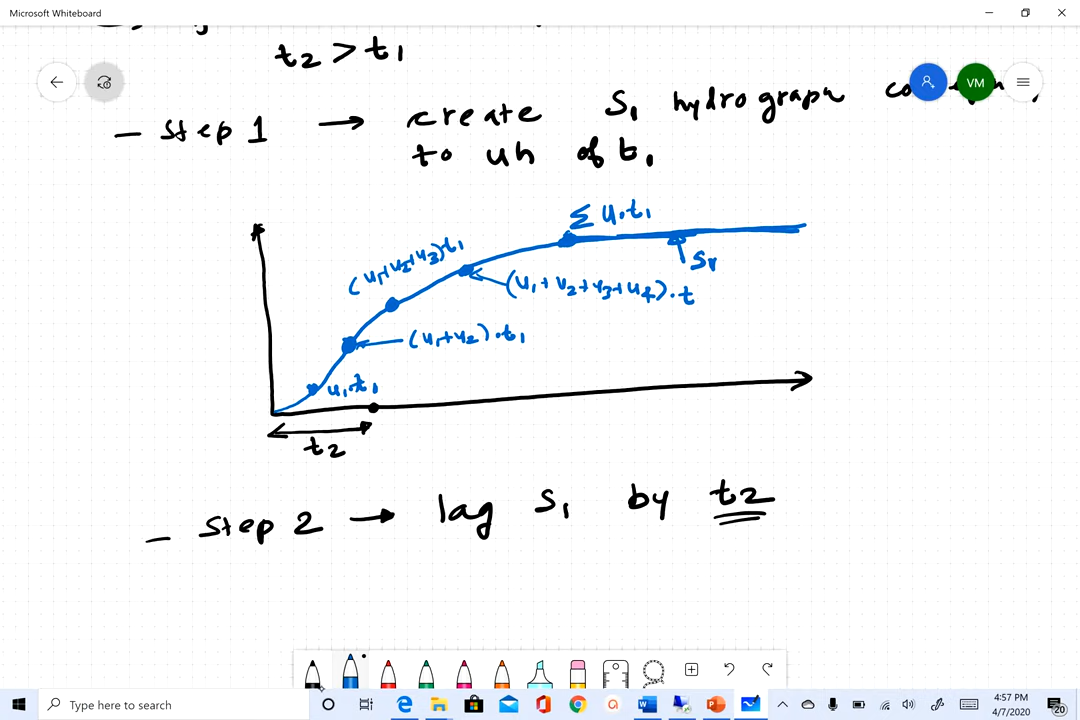 Microsoft Whiteboard
t2 > t1
VM
- Step 1 → create S1 hydrograph
to uh of t1
Σ u.t1
(u1+u2+u3).t1
S1
(u1+u2+u3+u4).t
(u1+u2).t1
u1.t1
t2
- Step 2 → lag S1 by t2
Type here to search
4:57 PM
4/7/2020
20